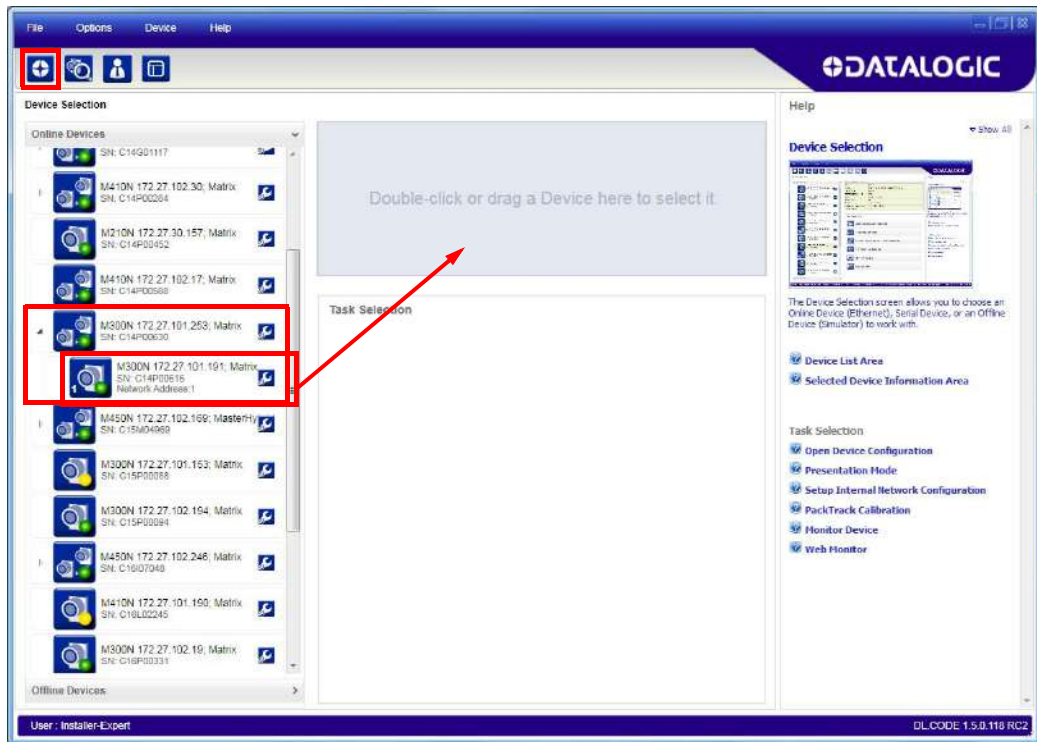 File Options Device Help
DATALOGIC
Device Selection
Online Devices
SN: C14G01117
M410N 172.27.102.30; Matrix
SN: C14P00264
M210N 172.27.30.157; Matrix
SN: C14P00452
M410N 172.27.102.17; Matrix
SN: C14P00588
M300N 172.27.101.253; Matrix
SN: C14P00630
M300N 172.27.101.191; Matrix
SN: C14P00616
Network Address:1
1
M450N 172.27.102.169; MasterHy
SN: C15M04969
M300N 172.27.101.153; Matrix
SN: C15P00088
M300N 172.27.102.194; Matrix
SN: C15P00094
M450N 172.27.102.246; Matrix
SN: C16I07048
M410N 172.27.101.190; Matrix
SN: C16L02245
M300N 172.27.102.19; Matrix
SN: C16P00331
Offline Devices
Double-click or drag a Device here to select it
Task Selection
Help
Show All
Device Selection
The Device Selection screen allows you to choose an
Online Device (Ethernet), Serial Device, or an Offline
Device (Simulator) to work with.
Device List Area
Selected Device Information Area
Task Selection
Open Device Configuration
Presentation Mode
Setup Internal Network Configuration
PackTrack Calibration
Monitor Device
Web Monitor
User : Installer-Expert
DL.CODE 1.5.0.118 RC2